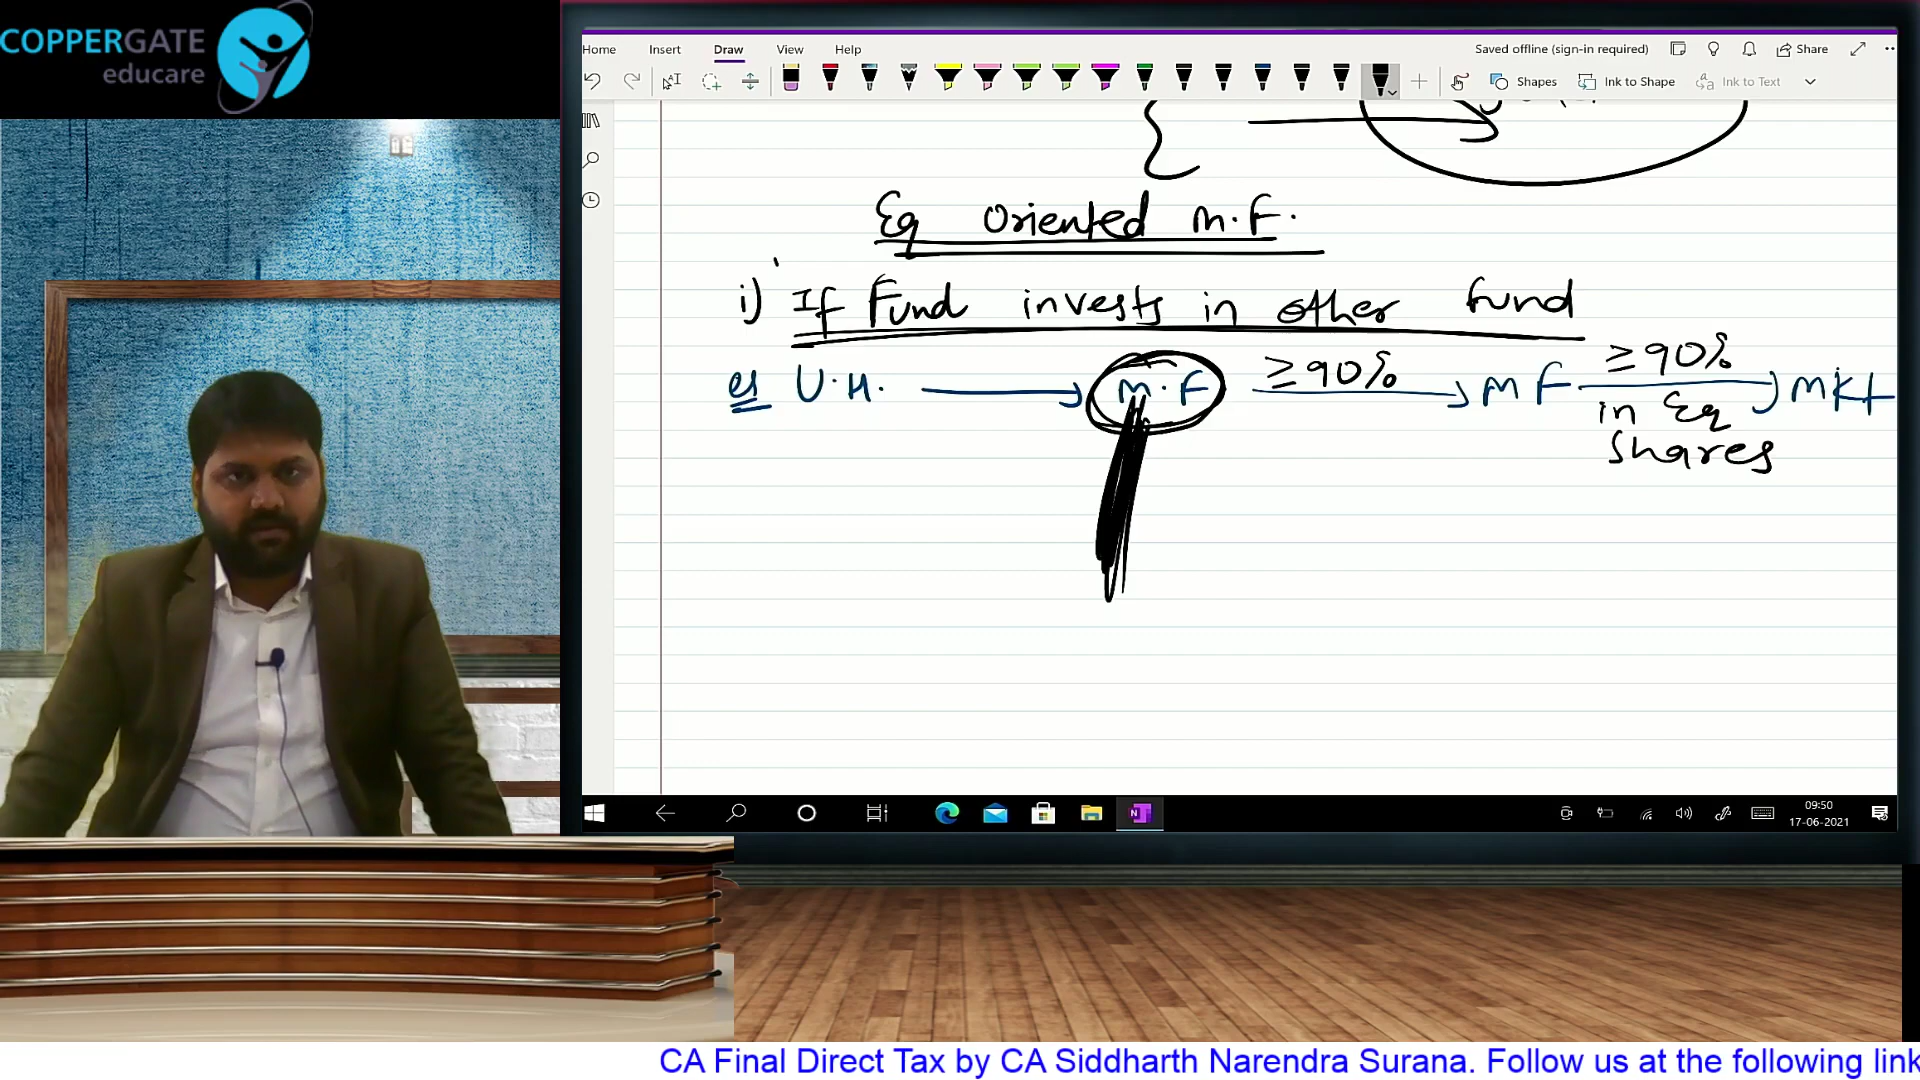 COPPERGATE
educare
Home Insert Draw View Help
Saved offline (sign-in required) Share
Shapes Ink to Shape Ink to Text
Eq Oriented M.F.
i) If Fund invests in other fund
eg U.H. M.F ≥90% MF ≥90% MKt
in Eq
Shares
09:50
17-06-2021
CA Final Direct Tax by CA Siddharth Narendra Surana. Follow us at the following link